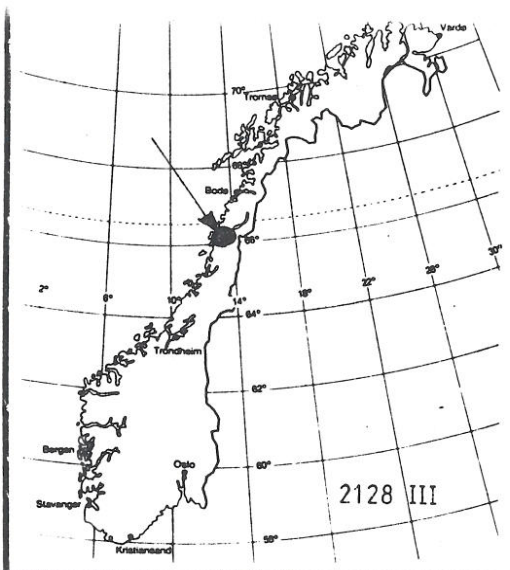 Vardø
70°
Tromsø
68°
Bodø
66°
30°
2°
6°
10°
14°
18°
22°
26°
64°
Trondheim
62°
Bergen
Oslo
60°
2128 III
Stavanger
58°
Kristiansand